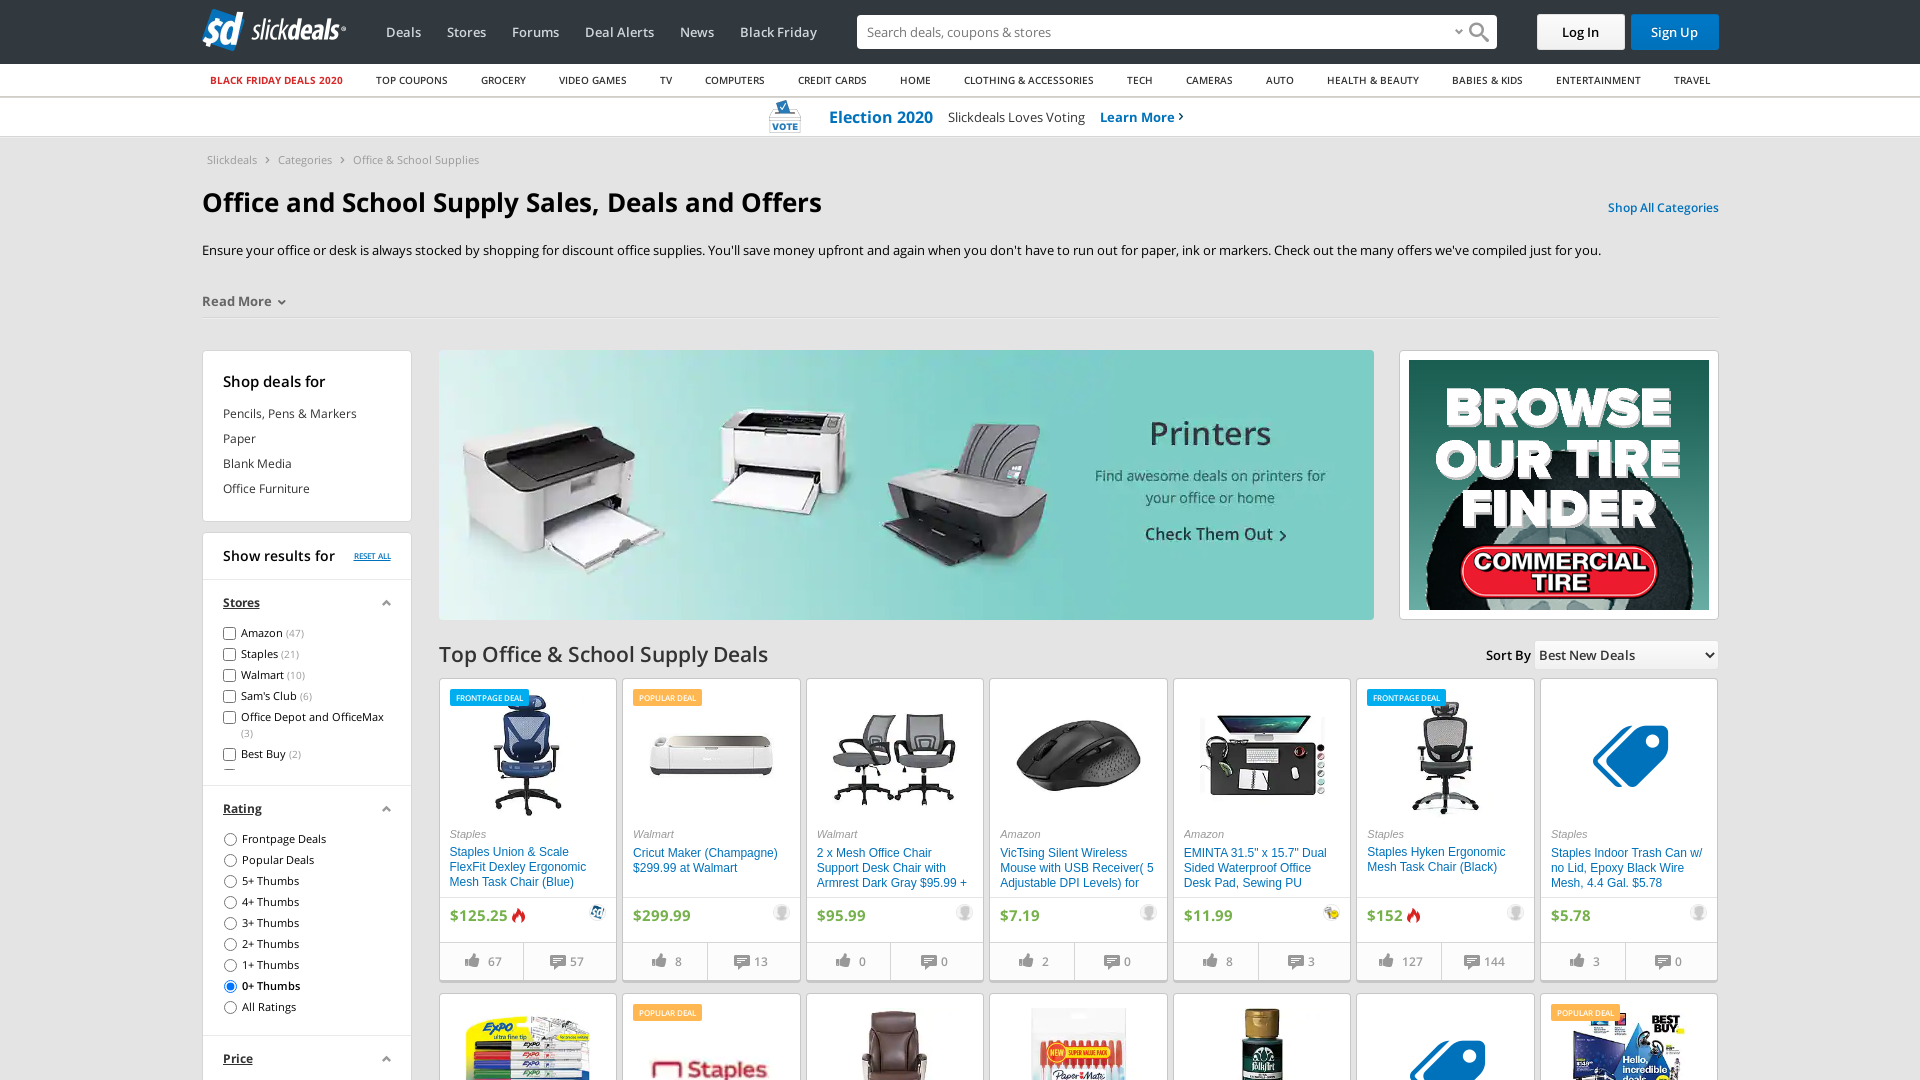 sd slickdeals
Deals
Stores
Forums
Deal Alerts
News
Black Friday
Search deals, coupons & stores
Log In
Sign Up
BLACK FRIDAY DEALS 2020
TOP COUPONS
GROCERY
VIDEO GAMES
TV
COMPUTERS
CREDIT CARDS
HOME
CLOTHING & ACCESSORIES
TECH
CAMERAS
AUTO
HEALTH & BEAUTY
BABIES & KIDS
ENTERTAINMENT
TRAVEL
VOTE
Election 2020 Slickdeals Loves Voting Learn More
Slickdeals > Categories > Office & School Supplies
Office and School Supply Sales, Deals and Offers
Shop All Categories
Ensure your office or desk is always stocked by shopping for discount office supplies. You'll save money upfront and again when you don't have to run out for paper, ink or markers. Check out the many offers we've compiled just for you.
Read More
Shop deals for
Pencils, Pens & Markers
Paper
Blank Media
Office Furniture
Show results for
RESET ALL
Stores
Amazon (47)
Staples (21)
Walmart (10)
Sam's Club (6)
Office Depot and OfficeMax
(3)
Best Buy (2)
Rating
Frontpage Deals
Popular Deals
5+ Thumbs
4+ Thumbs
3+ Thumbs
2+ Thumbs
1+ Thumbs
0+ Thumbs
All Ratings
Price
Printers
Find awesome deals on printers for
your office or home
Check Them Out >
BROWSE
OUR TIRE
FINDER
COMMERCIAL
TIRE
Top Office & School Supply Deals
Sort By Best New Deals
FRONTPAGE DEAL
Staples
Staples Union & Scale
FlexFit Dexley Ergonomic
Mesh Task Chair (Blue)
$125.25
67
57
POPULAR DEAL
Walmart
Cricut Maker (Champagne)
$299.99 at Walmart
$299.99
8
13
Walmart
2 x Mesh Office Chair
Support Desk Chair with
Armrest Dark Gray $95.99 +
$95.99
0
0
Amazon
VicTsing Silent Wireless
Mouse with USB Receiver( 5
Adjustable DPI Levels) for
$7.19
2
0
Amazon
EMINTA 31.5" x 15.7" Dual
Sided Waterproof Office
Desk Pad, Sewing PU
$11.99
8
3
FRONTPAGE DEAL
Staples
Staples Hyken Ergonomic
Mesh Task Chair (Black)
$152
127
144
Staples
Staples Indoor Trash Can w/
no Lid, Epoxy Black Wire
Mesh, 4.4 Gal. $5.78
$5.78
3
0
EXPO
ultra fine tip
POPULAR DEAL
Staples
NEW SUPER VALUE PACK
PaperMate
FolkArt
POPULAR DEAL
BEST
BUY
Hello,
incredible
deals.